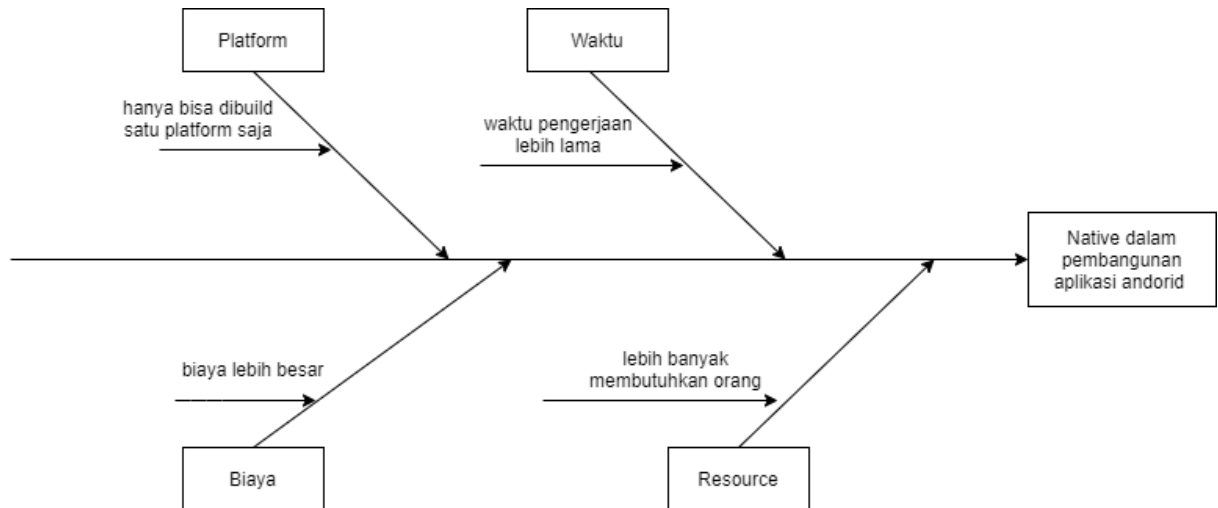 Platform
Waktu
hanya bisa dibuild
satu platform saja
waktu pengerjaan
lebih lama
Native dalam
pembangunan
aplikasi andorid
biaya lebih besar
lebih banyak
membutuhkan orang
Biaya
Resource